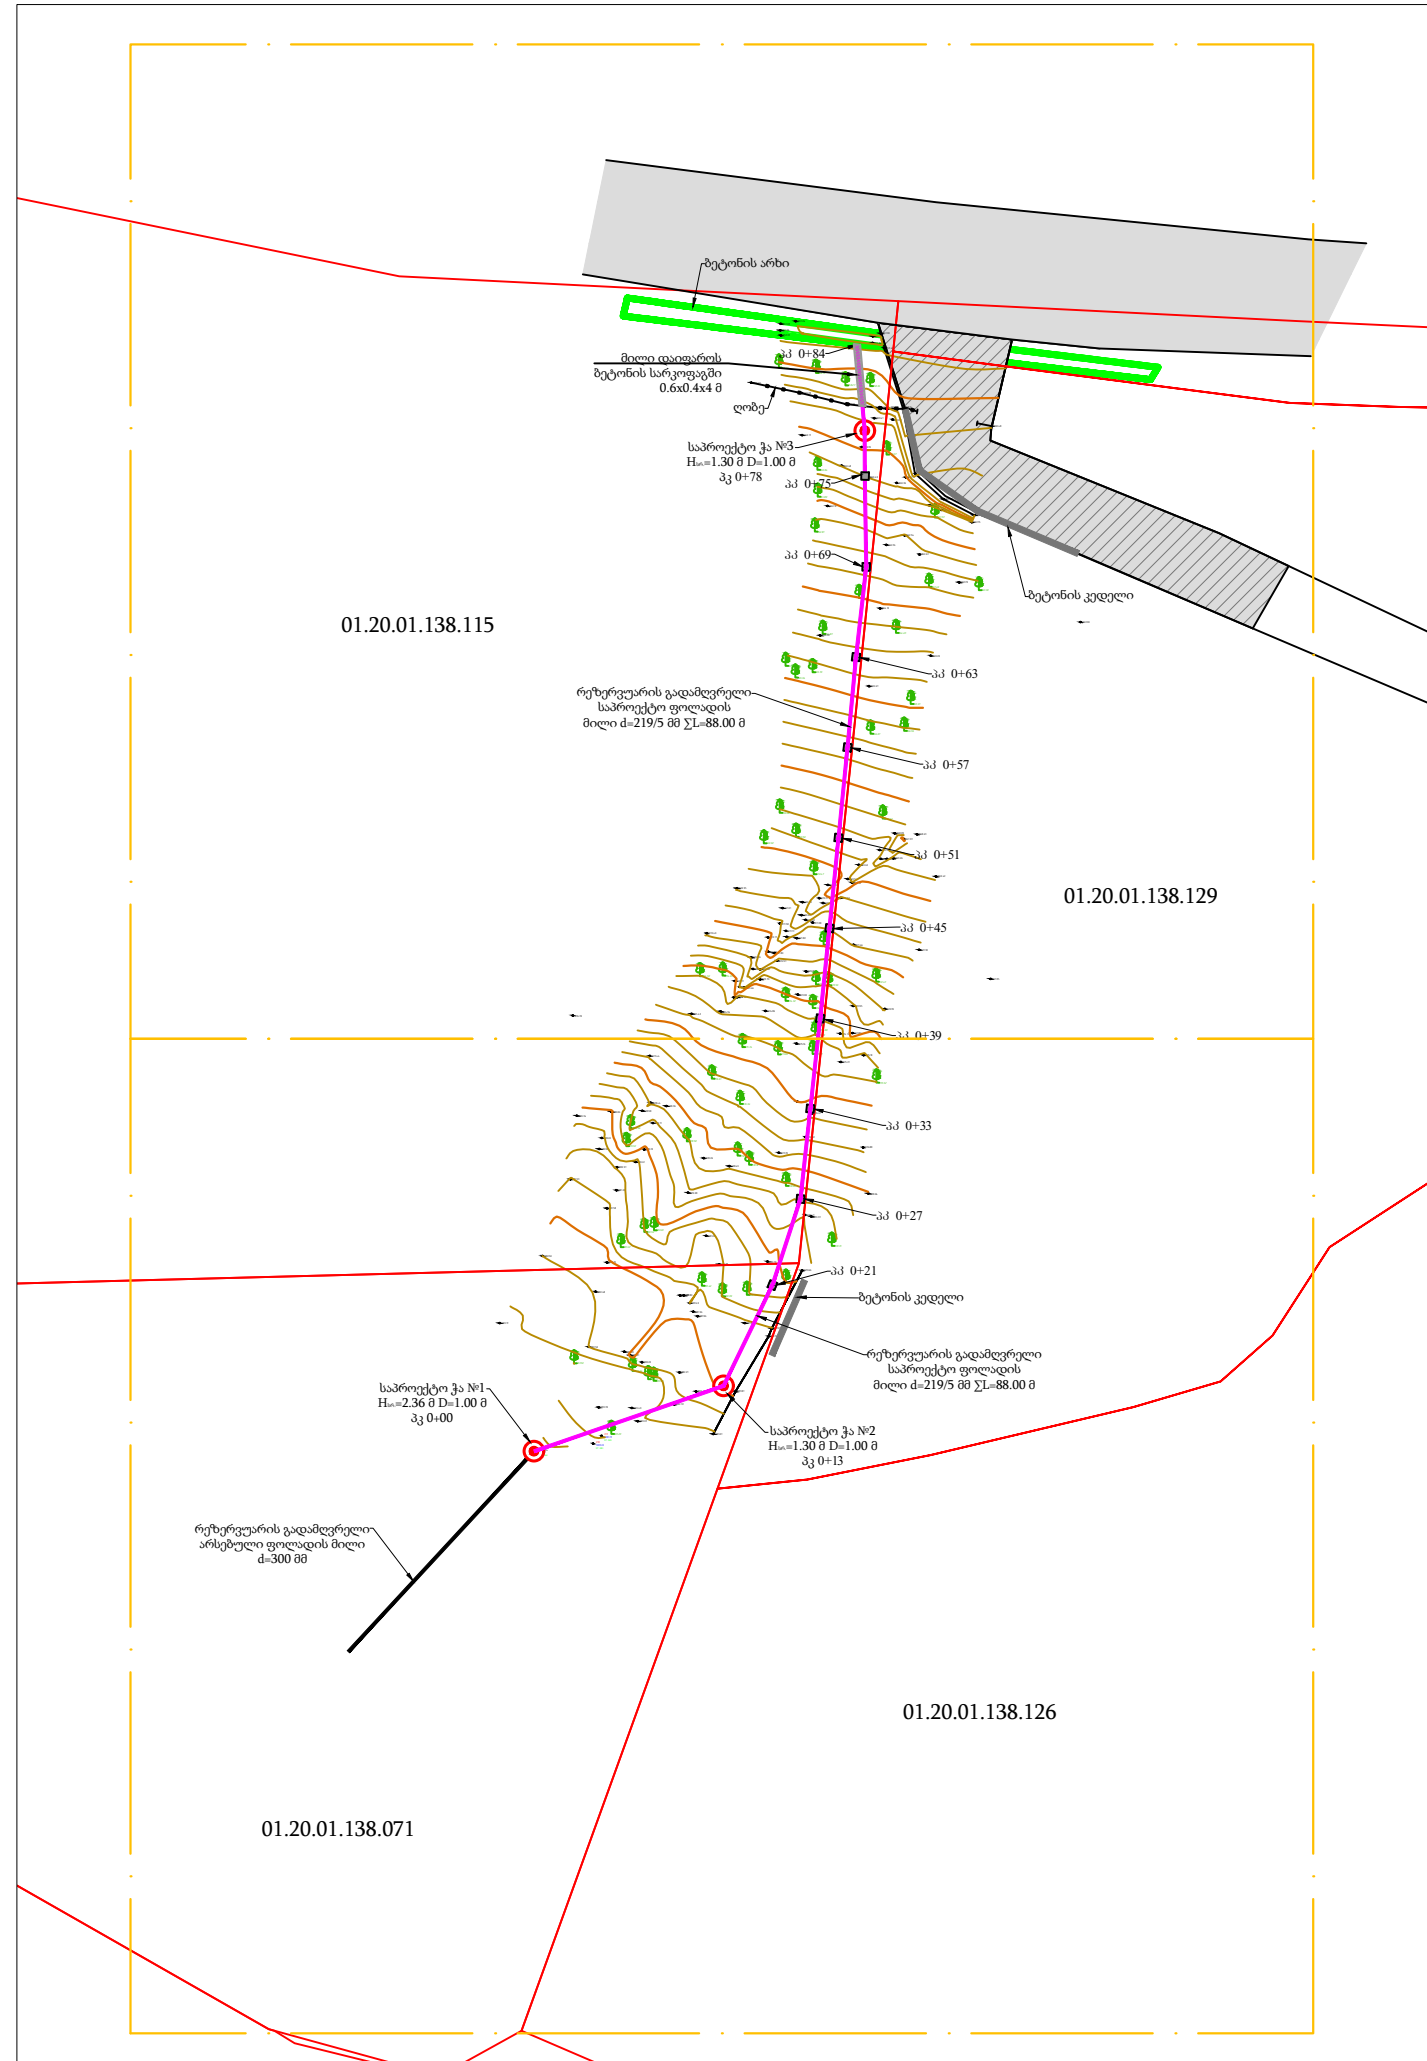 ბეტონის არხი
პკ 0+84
მილი დაიფაროს
ბეტონის სარკოფაგში
0.6x0.4x4 მ
ღობე
საპროექტო ჭა №3
=1.30 მ D=1.00 მ
პკ 0+78
პკ 0+75
პკ 0+69
ბეტონის კედელი
01.20.01.138.115
პკ 0+63
რეზერვუარის გადამღვრელი
საპროექტო ფოლადის
მილი d=219/5 მმ ∑L=88.00 მ
პკ 0+57
პკ 0+51
01.20.01.138.129
პკ 0+45
პკ 0+39
პკ 0+33
პკ 0+27
პკ 0+21
ბეტონის კედელი
რეზერვუარის გადამღვრელი
საპროექტო ფოლადის
მილი d=219/5 მმ ∑L=88.00 მ
საპროექტო ჭა №1
=2.36 მ D=1.00 მ
პკ 0+00
საპროექტო ჭა №2
=1.30 მ D=1.00 მ
პკ 0+13
რეზერვუარის გადამღვრელი
არსებული ფოლადის მილი
d=300 მმ
01.20.01.138.126
01.20.01.138.071